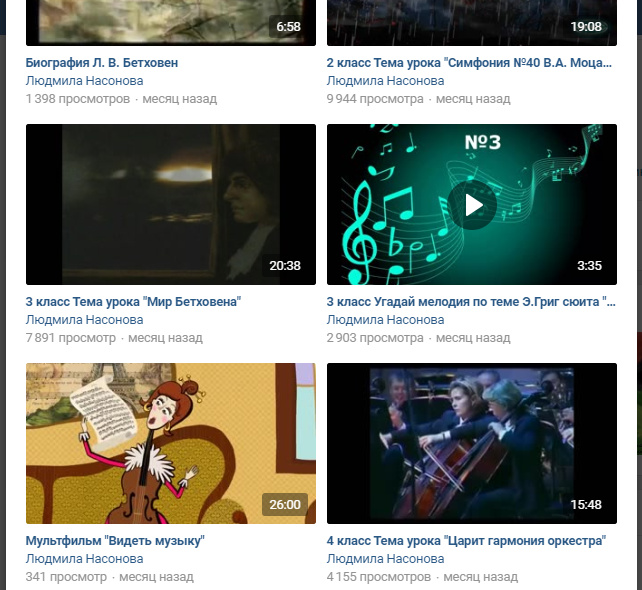 6:58
19:08
Биография Л. В. Бетховен
2 класс Тема урока "Симфония №40 В.А. Моца...
Людмила Насонова
Людмила Насонова
1 398 просмотров · месяц назад
9 944 просмотра · месяц назад
№3
20:38
3:35
3 класс Тема урока "Мир Бетховена"
3 класс Угадай мелодия по теме Э.Григ сюита "...
Людмила Насонова
Людмила Насонова
7 891 просмотр · месяц назад
2 903 просмотра · месяц назад
26:00
15:48
Мультфильм "Видеть музыку"
4 класс Тема урока "Царит гармония оркестра"
Людмила Насонова
Людмила Насонова
341 просмотр · месяц назад
4 155 просмотров · месяц назад